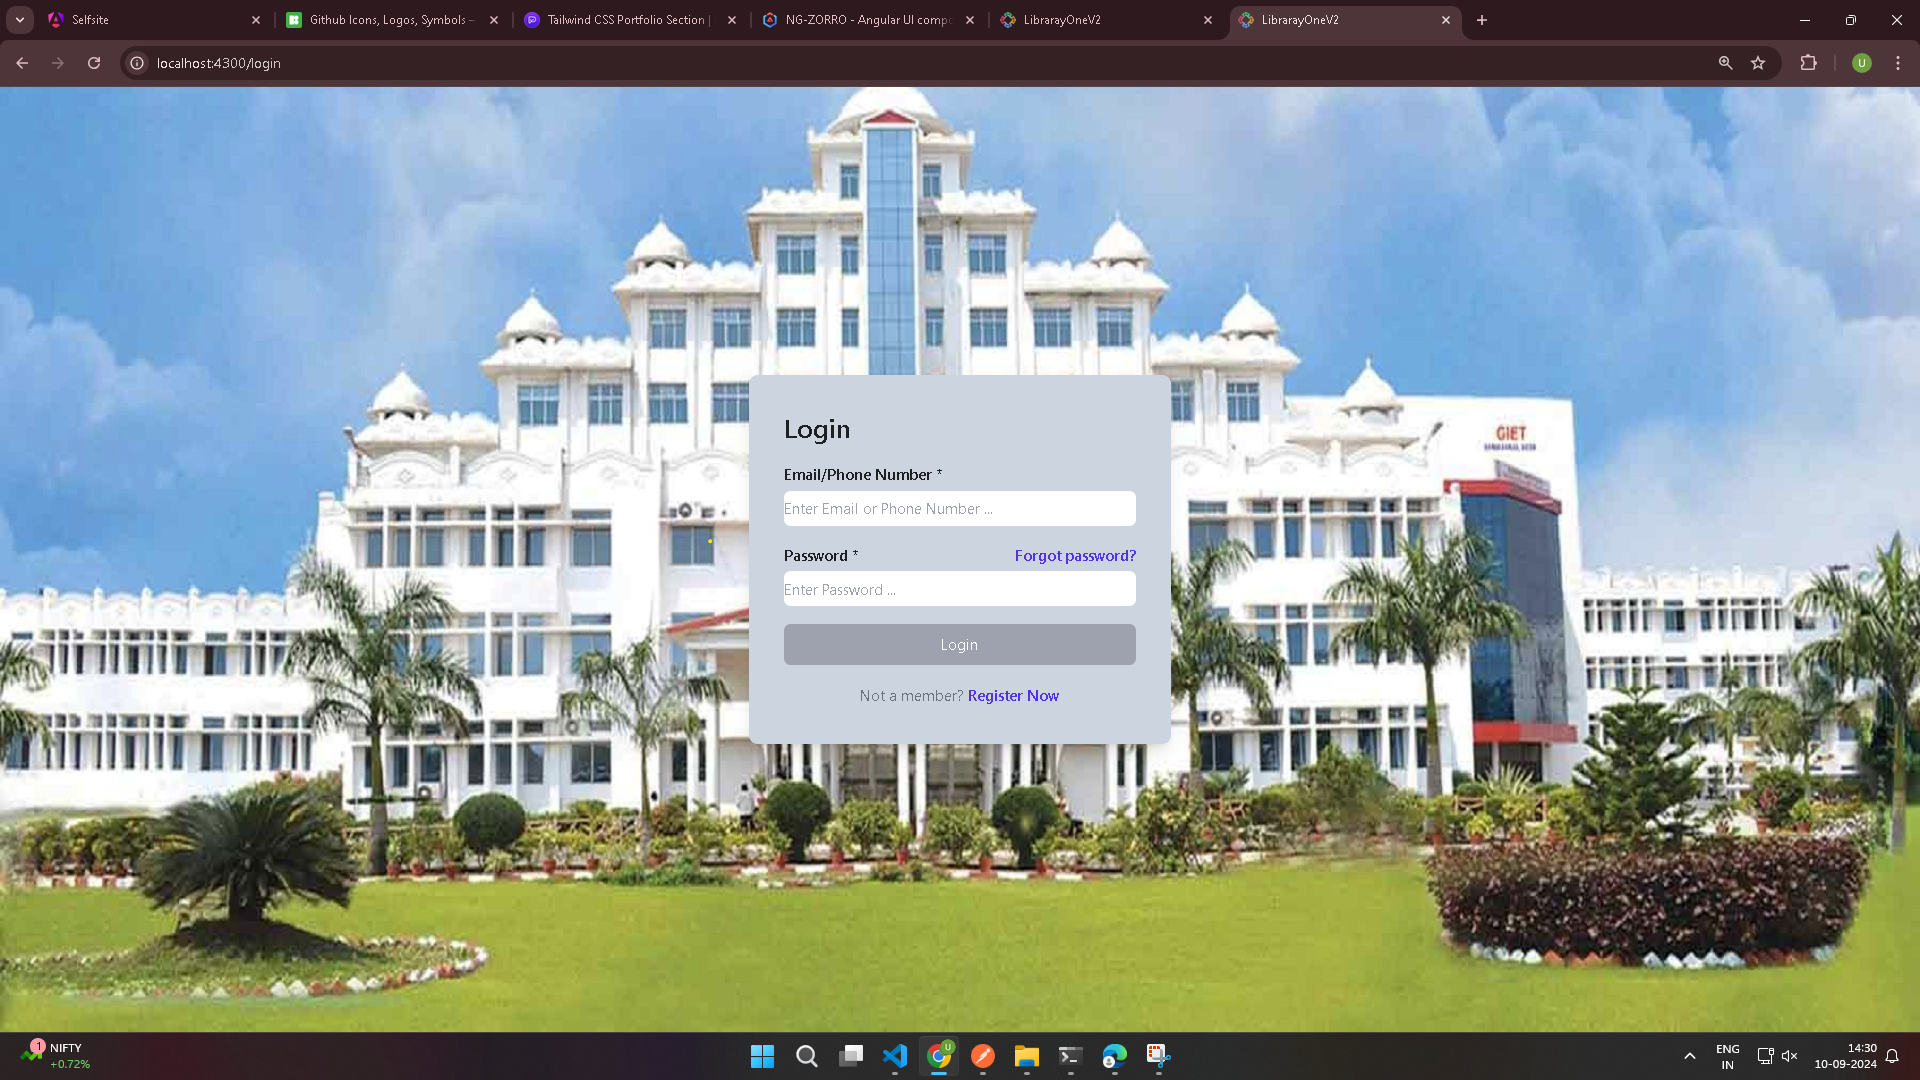 Selfsite
Github Icons, Logos, Symbols –
Tailwind CSS Portfolio Section |
NG-ZORRO - Angular UI compo
LibrarayOneV2
LibrarayOneV2
localhost:4300/login
U
GIET
Login
Email/Phone Number *
Enter Email or Phone Number ...
Password *
Forgot password?
Enter Password ...
Login
Not a member? Register Now
1
NIFTY
+0.72%
U
ENG
IN
14:30
10-09-2024